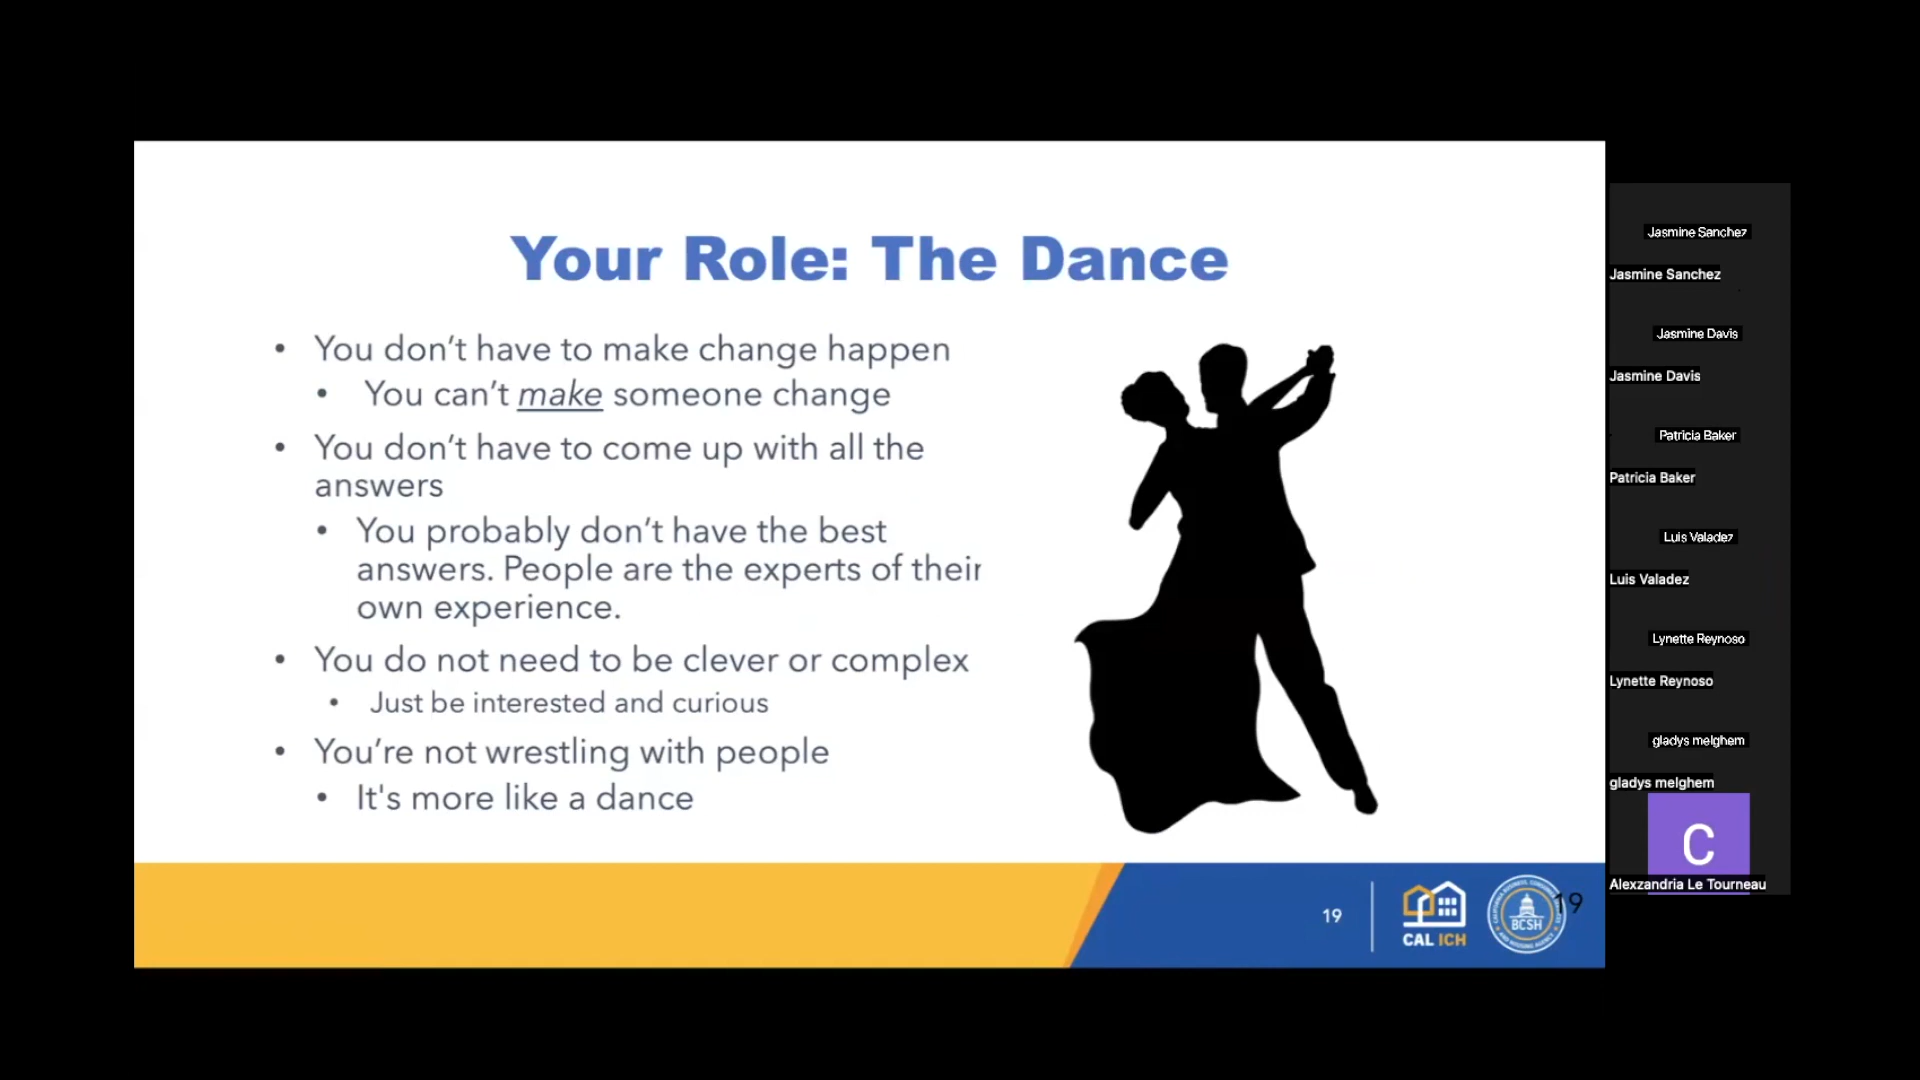 Your Role: The Dance
• You don’t have to make change happen
• You can’t make someone change
• You don’t have to come up with all the
answers
• You probably don’t have the best
answers. People are the experts of their
own experience.
• You do not need to be clever or complex
• Just be interested and curious
• You’re not wrestling with people
• It's more like a dance
19
CAL ICH
BCSH
19
Jasmine Sanchez
Jasmine Sanchez
Jasmine Davis
Jasmine Davis
Patricia Baker
Patricia Baker
Luis Valadez
Luis Valadez
Lynette Reynoso
Lynette Reynoso
gladys melghem
gladys melghem
C
Alexzandria Le Tourneau